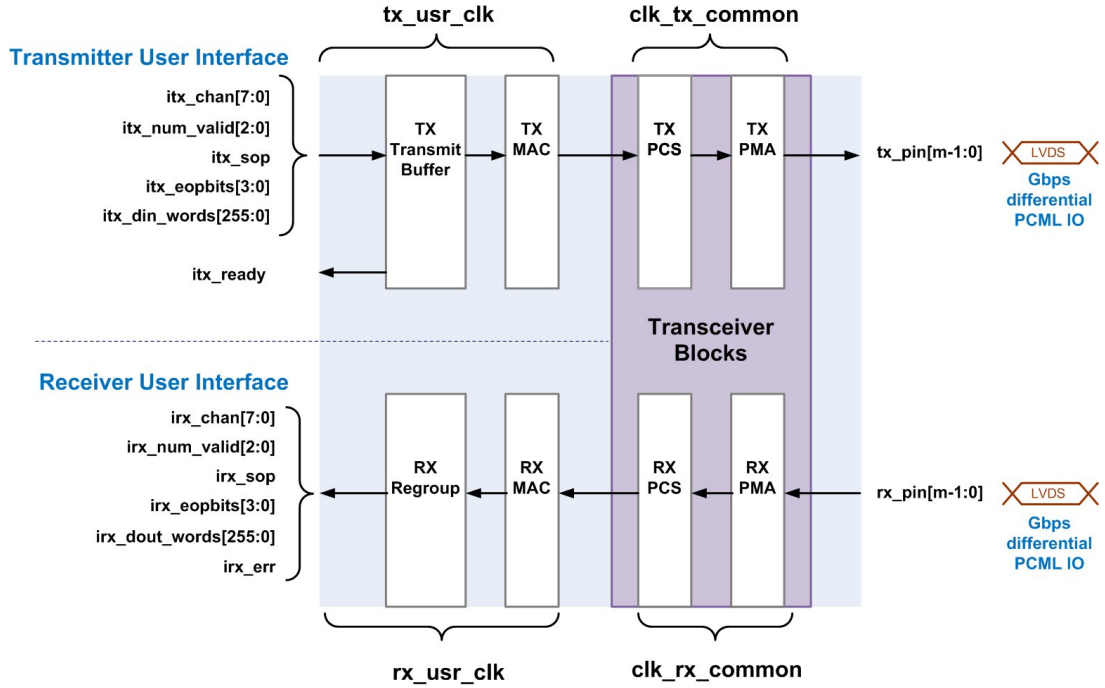 tx_usr_clk
clk_tx_common
Transmitter User Interface
itx_chan[7:0]
itx_num_valid[2:0]
itx_sop
itx_eopbits[3:0]
itx_din_words[255:0]
itx_ready
TX
Transmit
Buffer
TX
MAC
TX
PCS
TX
PMA
tx_pin[m-1:0]
LVDS
Gbps
differential
PCML IO
Transceiver
Blocks
Receiver User Interface
irx_chan[7:0]
irx_num_valid[2:0]
irx_sop
irx_eopbits[3:0]
irx_dout_words[255:0]
irx_err
RX
Regroup
RX
MAC
RX
PCS
RX
PMA
rx_pin[m-1:0]
LVDS
Gbps
differential
PCML IO
rx_usr_clk
clk_rx_common